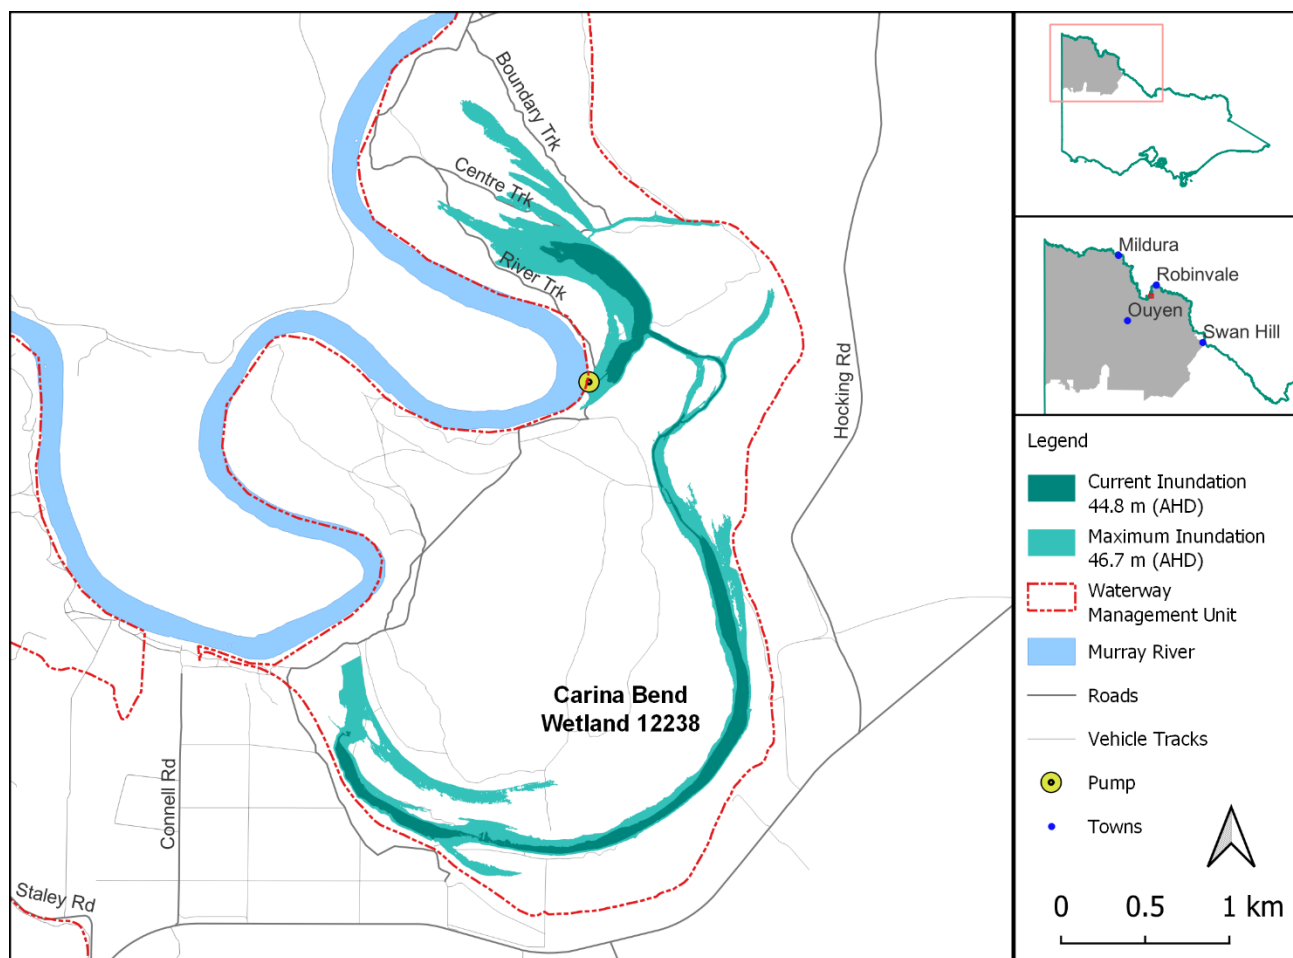 Boundary Trk
Centre Trk
River Trk
Hocking Rd
Carina Bend
Wetland 12238
Connell Rd
Staley Rd
Mildura
Robinvale
Ouyen
Swan Hill
Legend
Current Inundation
44.8 m (AHD)
Maximum Inundation
46.7 m (AHD)
Waterway
Management Unit
Murray River
Roads
Vehicle Tracks
Pump
Towns
0 0.5 1 km